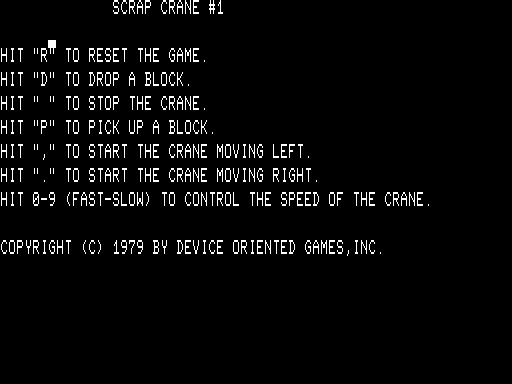 SCRAP CRANE #1
HIT "R" TO RESET THE GAME.
HIT "D" TO DROP A BLOCK.
HIT " " TO STOP THE CRANE.
HIT "P" TO PICK UP A BLOCK.
HIT "," TO START THE CRANE MOVING LEFT.
HIT "." TO START THE CRANE MOVING RIGHT.
HIT 0-9 (FAST-SLOW) TO CONTROL THE SPEED OF THE CRANE.
COPYRIGHT (C) 1979 BY DEVICE ORIENTED GAMES,INC.